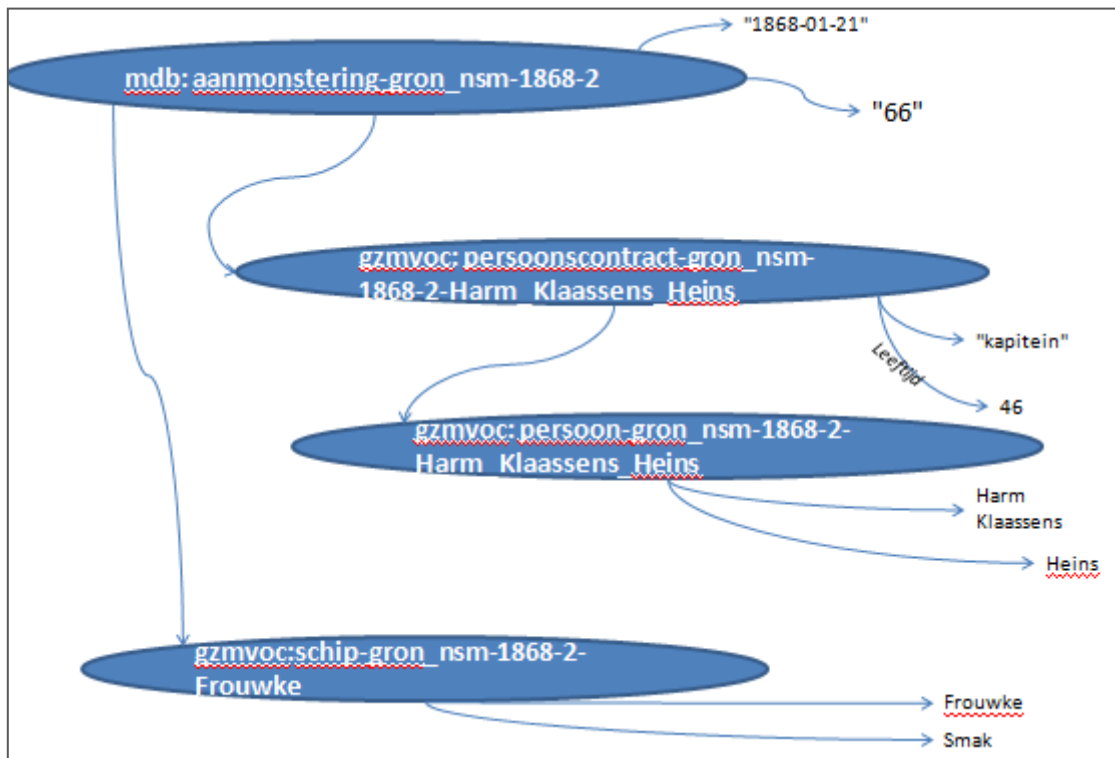 "1868-01-21"
mdb: aanmonstering-gron_nsm-1868-2
"66"
gzmvoc: persoonscontract-gron_nsm-
1868-2-Harm_Klaassens_Heins
"kapitein"
Leeftijd
46
gzmvoc: persoon-gron_nsm-1868-2-
Harm_Klaassens_Heins
Harm
Klaassens
Heins
gzmvoc:schip-gron_nsm-1868-2-
Frouwke
Frouwke
Smak